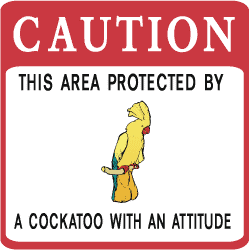 CAUTION
THIS AREA PROTECTED BY
A COCKATOO WITH AN ATTITUDE